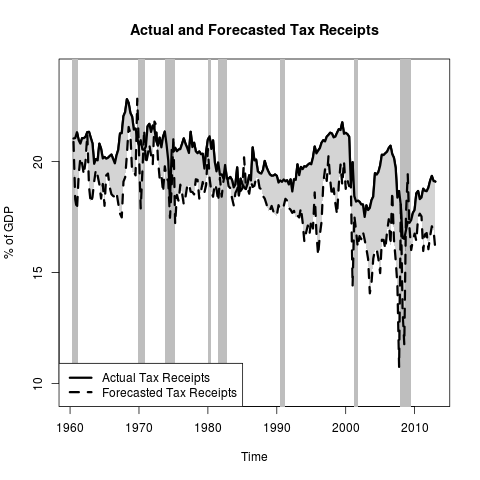 Actual and Forecasted Tax Receipts
% of GDP
20
15
10
Actual Tax Receipts
Forecasted Tax Receipts
1960 1970 1980 1990 2000 2010
Time